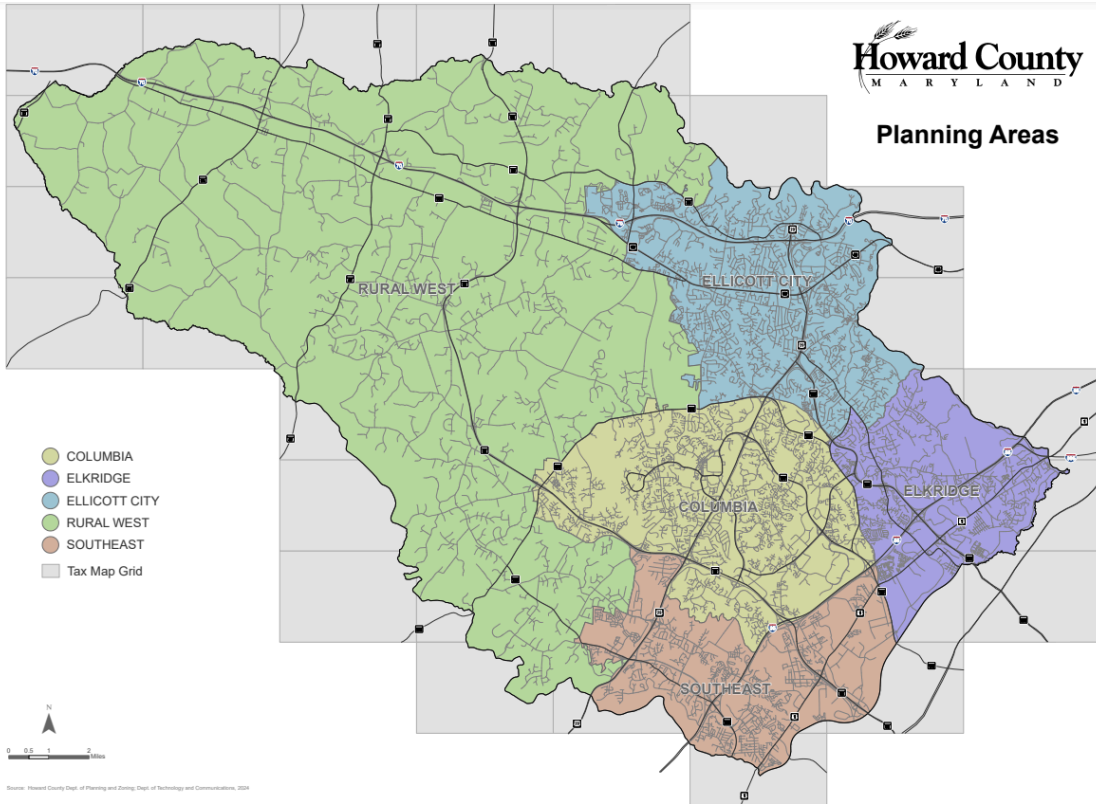 Howard County
MARYLAND
Planning Areas
RURAL WEST
ELLICOTT CITY
COLUMBIA
ELKRIDGE
SOUTHEAST
COLUMBIA
ELKRIDGE
ELLICOTT CITY
RURAL WEST
SOUTHEAST
Tax Map Grid
N
0 0.5 1 2
Miles
Source: Howard County Dept. of Planning and Zoning; Dept. of Technology and Communications, 2024